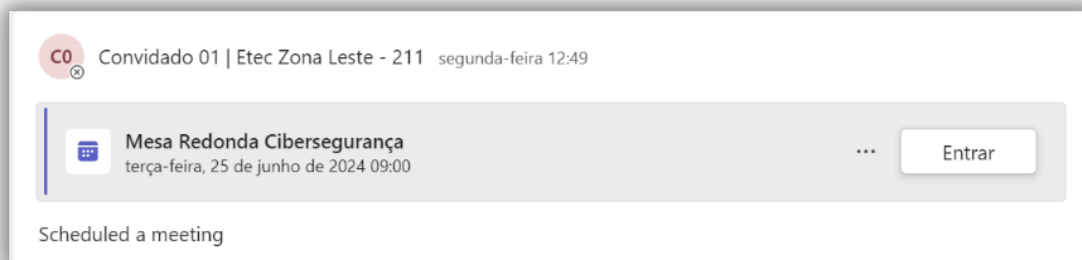 C0 Convidado 01 | Etec Zona Leste - 211 segunda-feira 12:49
Mesa Redonda Cibersegurança
terça-feira, 25 de junho de 2024 09:00
... Entrar
Scheduled a meeting